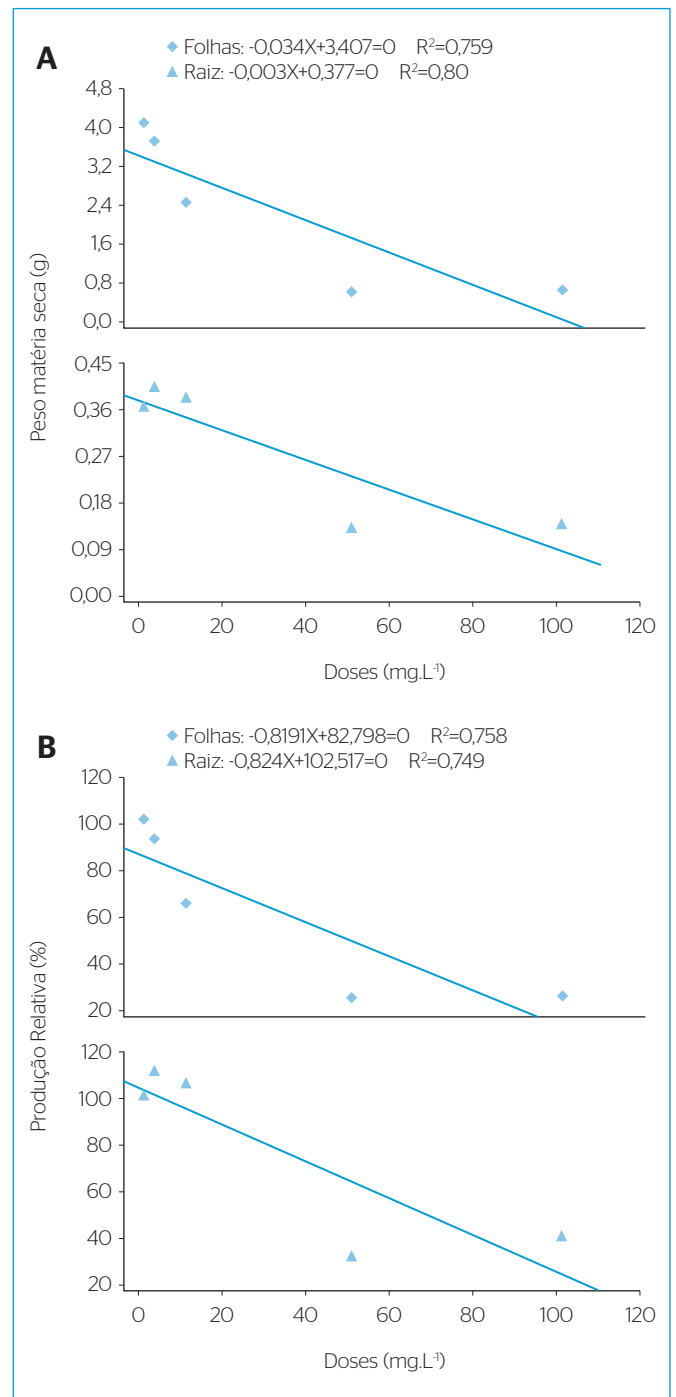 A
Folhas: -0,034X+3,407=0 R²=0,759
Raiz: -0,003X+0,377=0 R²=0,80
4,8
4,0
3,2
2,4
1,6
0,8
0,0
0,45
0,36
0,27
0,18
0,09
0,00
Peso matéria seca (g)
0 20 40 60 80 100 120
Doses (mg.L⁻¹)
B
Folhas: -0,8191X+82,798=0 R²=0,758
Raiz: -0,824X+102,517=0 R²=0,749
120
100
80
60
40
20
120
100
80
60
40
20
Produção Relativa (%)
0 20 40 60 80 100 120
Doses (mg.L⁻¹)